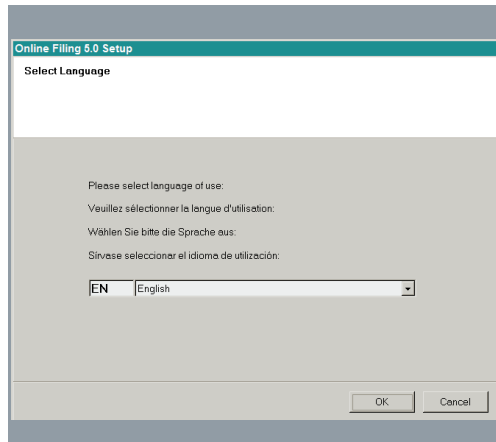 Online Filing 5.0 Setup
Select Language
Please select language of use:
Veuillez sélectionner la langue d'utilisation:
Wählen Sie bitte die Sprache aus:
Sírvase seleccionar el idioma de utilización:
EN English
OK Cancel